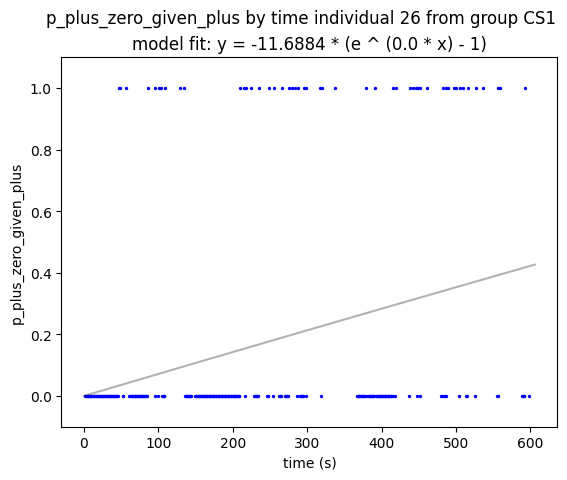 p_plus_zero_given_plus by time individual 26 from group CS1
model fit: y = -11.6884 * (e ^ (0.0 * x) - 1)
1.0
0.8
0.6
0.4
0.2
0.0
p_plus_zero_given_plus
0 100 200 300 400 500 600
time (s)